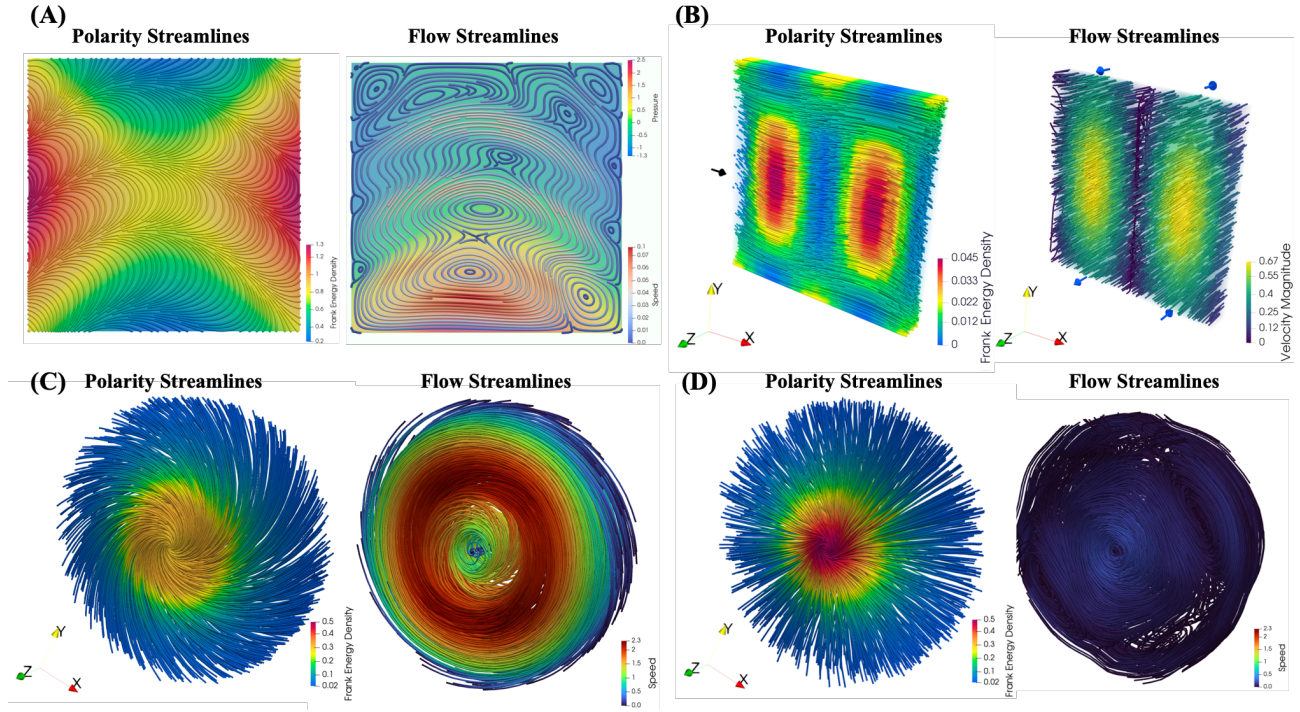 (A)
Polarity Streamlines
Flow Streamlines
2.5
2
1.5
1
0.5
0
-0.5
-1.3
Pressure
1.3
1.2
1
0.8
0.6
0.4
0.2
Frank Energy Density
0.1
0.07
0.06
0.05
0.04
0.03
0.02
0.01
0.0
Speed
(B)
Polarity Streamlines
Flow Streamlines
0.045
0.034
0.022
0.012
0
Frank Energy Density
0.67
0.55
0.40
0.25
0.12
0
Velocity Magnitude
Y
Z
X
Y
Z
X
(C)
Polarity Streamlines
Flow Streamlines
0.5
0.4
0.3
0.2
0.1
0.02
Frank Energy Density
2.3
2.0
1.5
1.0
0.5
0.0
Speed
Y
Z
X
(D)
Polarity Streamlines
Flow Streamlines
0.5
0.4
0.3
0.2
0.1
0.02
Frank Energy Density
2.3
2.0
1.5
1.0
0.5
0.0
Speed
Y
Z
X